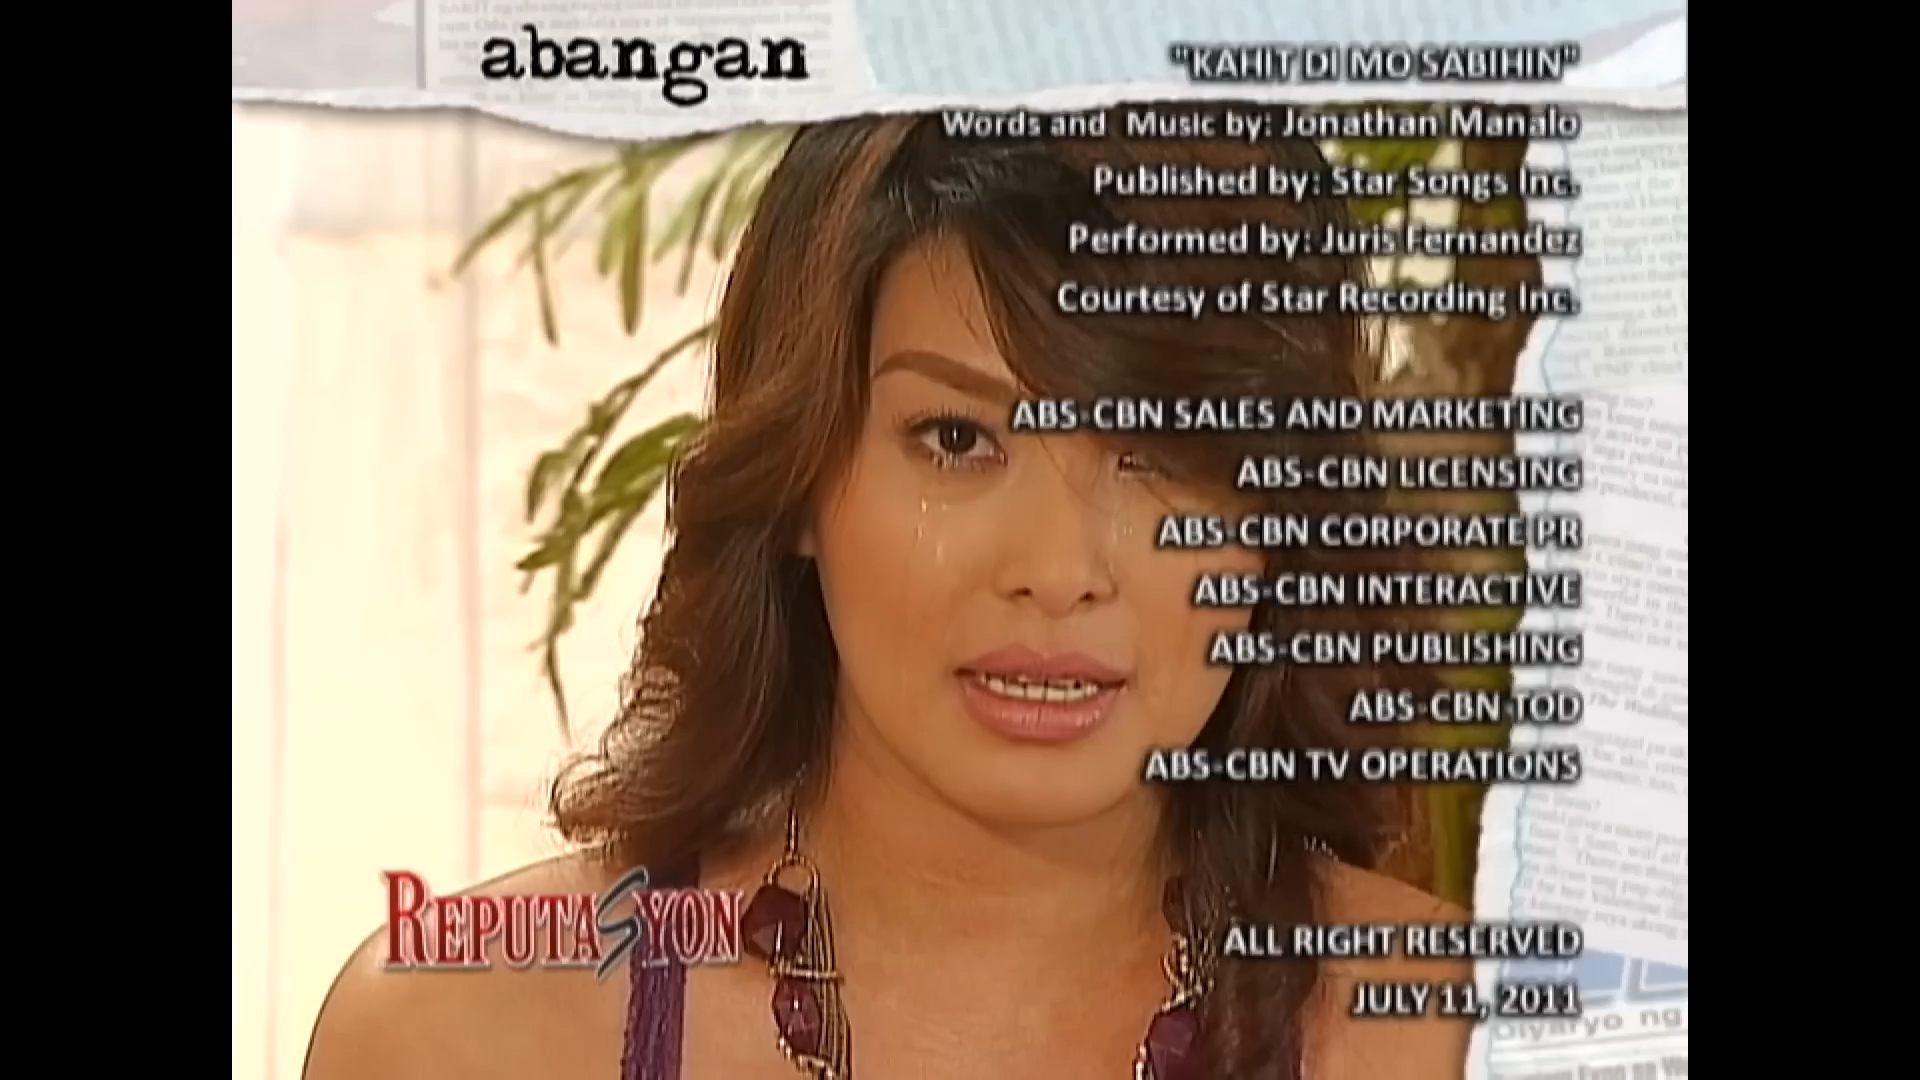 abangan
"KAHIT DI MO SABIHIN"
Words and Music by: Jonathan Manalo
Published by: Star Songs Inc.
Performed by: Juris Fernandez
Courtesy of Star Recording Inc.
ABS-CBN SALES AND MARKETING
ABS-CBN LICENSING
ABS-CBN CORPORATE PR
ABS-CBN INTERACTIVE
ABS-CBN PUBLISHING
ABS-CBN TOD
ABS-CBN TV OPERATIONS
REPUTASYON
ALL RIGHT RESERVED
JULY 11, 2011
Diyaryo ng